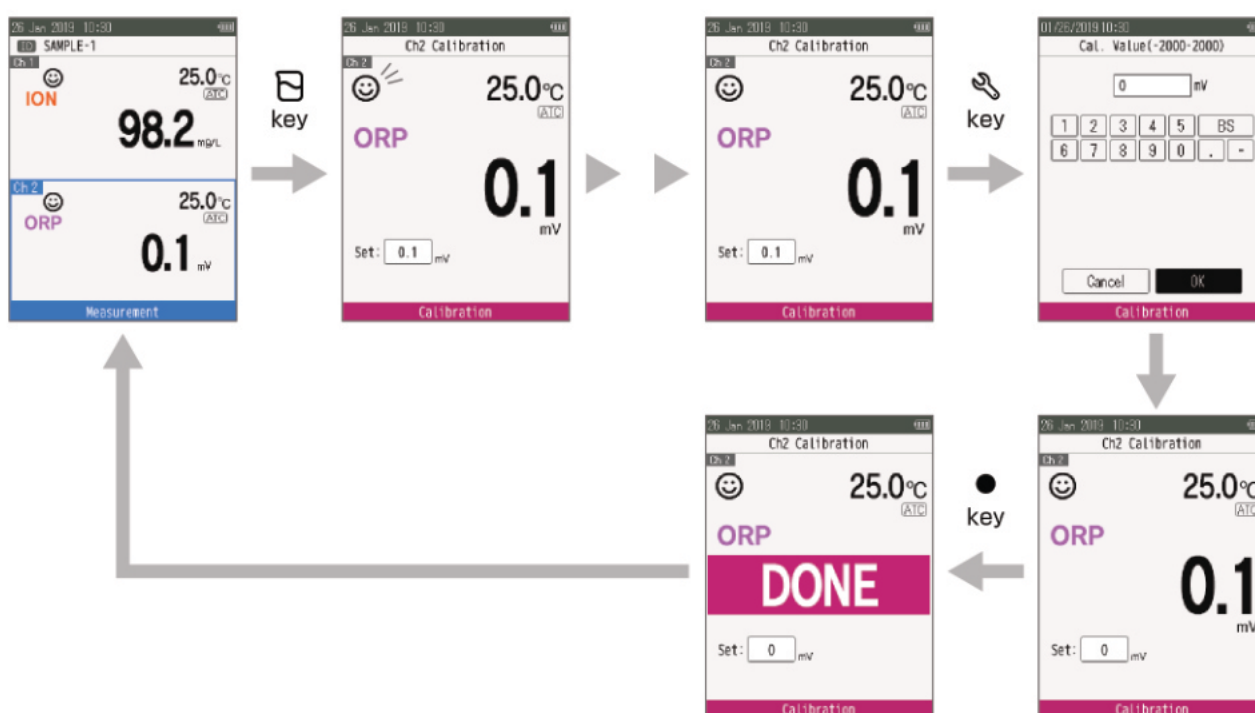 26 Jan 2019 10:30
ID SAMPLE-1
Ch 1
25.0°C
ION
ATC
98.2 mg/L
Ch 2
25.0°C
ORP
ATC
0.1 mV
Measurement
key
26 Jan 2019 10:30
Ch2 Calibration
Ch 2
25.0°C
ATC
ORP
0.1
mV
Set: 0.1 mV
Calibration
26 Jan 2019 10:30
Ch2 Calibration
Ch 2
25.0°C
ATC
ORP
0.1
mV
Set: 0.1 mV
Calibration
key
01/26/2019 10:30
Cal. Value(-2000-2000)
0 mV
1 2 3 4 5 BS
6 7 8 9 0 . -
Cancel OK
Calibration
26 Jan 2019 10:30
Ch2 Calibration
Ch 2
25.0°C
ATC
ORP
0.1
mV
Set: 0 mV
Calibration
key
26 Jan 2019 10:30
Ch2 Calibration
Ch 2
25.0°C
ATC
ORP
DONE
Set: 0 mV
Calibration